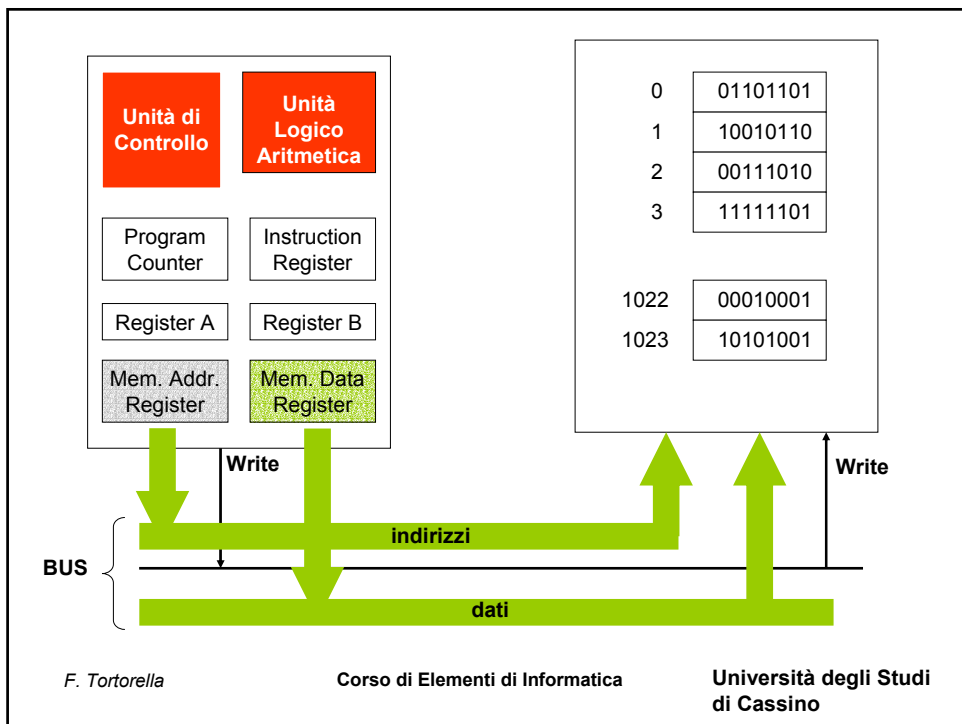 Unità di
Controllo
Unità
Logico
Aritmetica
Program
Counter
Instruction
Register
Register A
Register B
Mem. Addr.
Register
Mem. Data
Register
0 01101101
1 10010110
2 00111010
3 11111101
1022 00010001
1023 10101001
Write
Write
indirizzi
BUS
dati
F. Tortorella
Corso di Elementi di Informatica
Università degli Studi
di Cassino